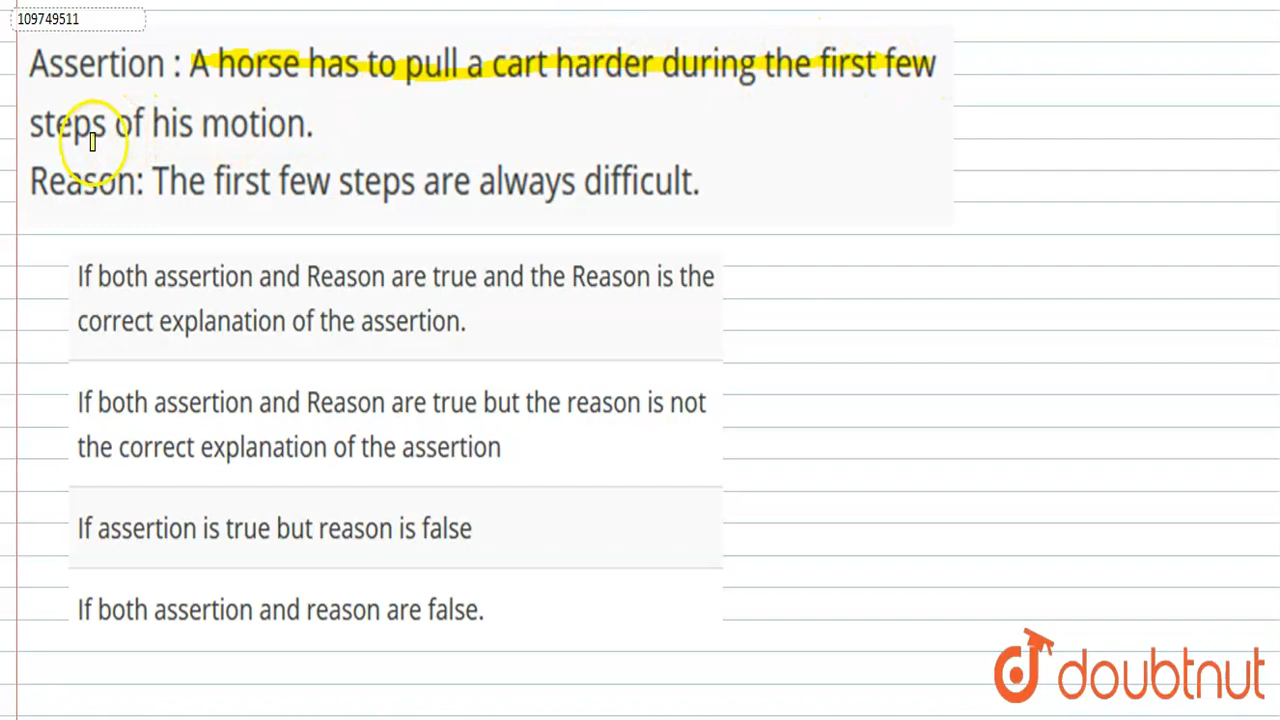 109749511
Assertion : A horse has to pull a cart harder during the first few
steps of his motion.
Reason: The first few steps are always difficult.
If both assertion and Reason are true and the Reason is the
correct explanation of the assertion.
If both assertion and Reason are true but the reason is not
the correct explanation of the assertion
If assertion is true but reason is false
If both assertion and reason are false.
doubtnut